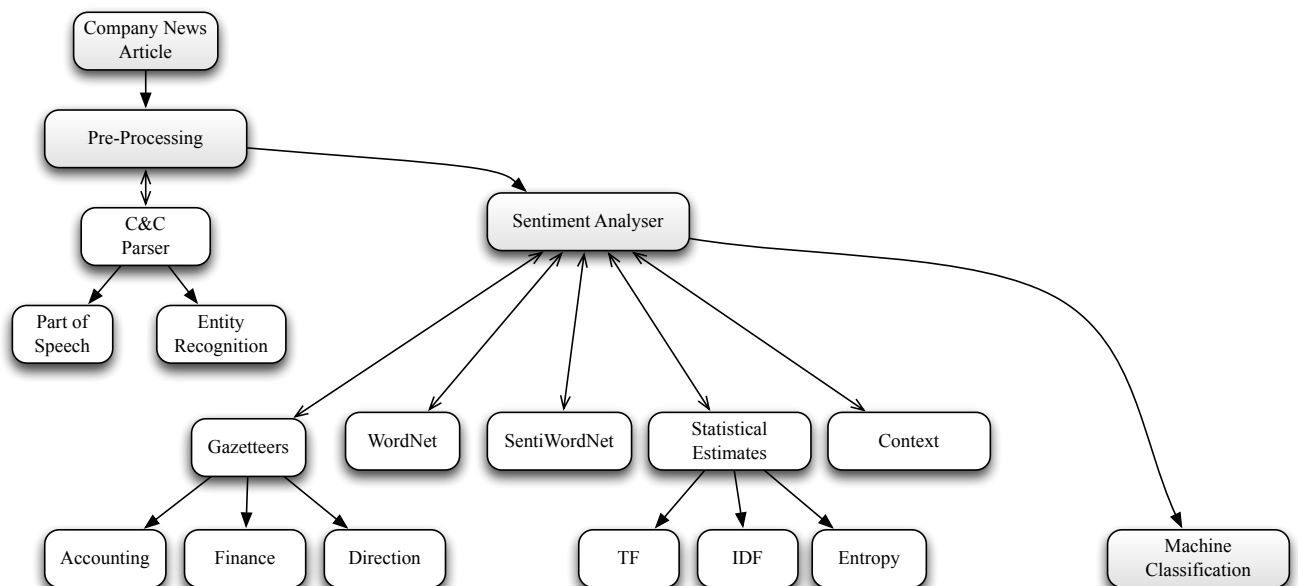 Company News
Article
Pre-Processing
C&C
Parser
Part of
Speech
Entity
Recognition
Sentiment Analyser
Gazetteers
WordNet
SentiWordNet
Statistical
Estimates
Context
Accounting
Finance
Direction
TF
IDF
Entropy
Machine
Classification